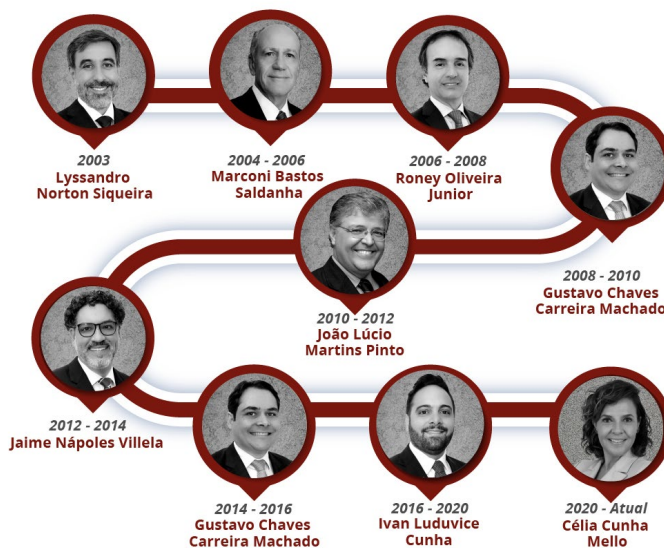 2003
Lyssandro
Norton Siqueira
2004 - 2006
Marconi Bastos
Saldanha
2006 - 2008
Roney Oliveira
Junior
2008 - 2010
Gustavo Chaves
Carreira Machado
2010 - 2012
João Lúcio
Martins Pinto
2012 - 2014
Jaime Nápoles Villela
2014 - 2016
Gustavo Chaves
Carreira Machado
2016 - 2020
Ivan Luduvice
Cunha
2020 - Atual
Célia Cunha
Mello